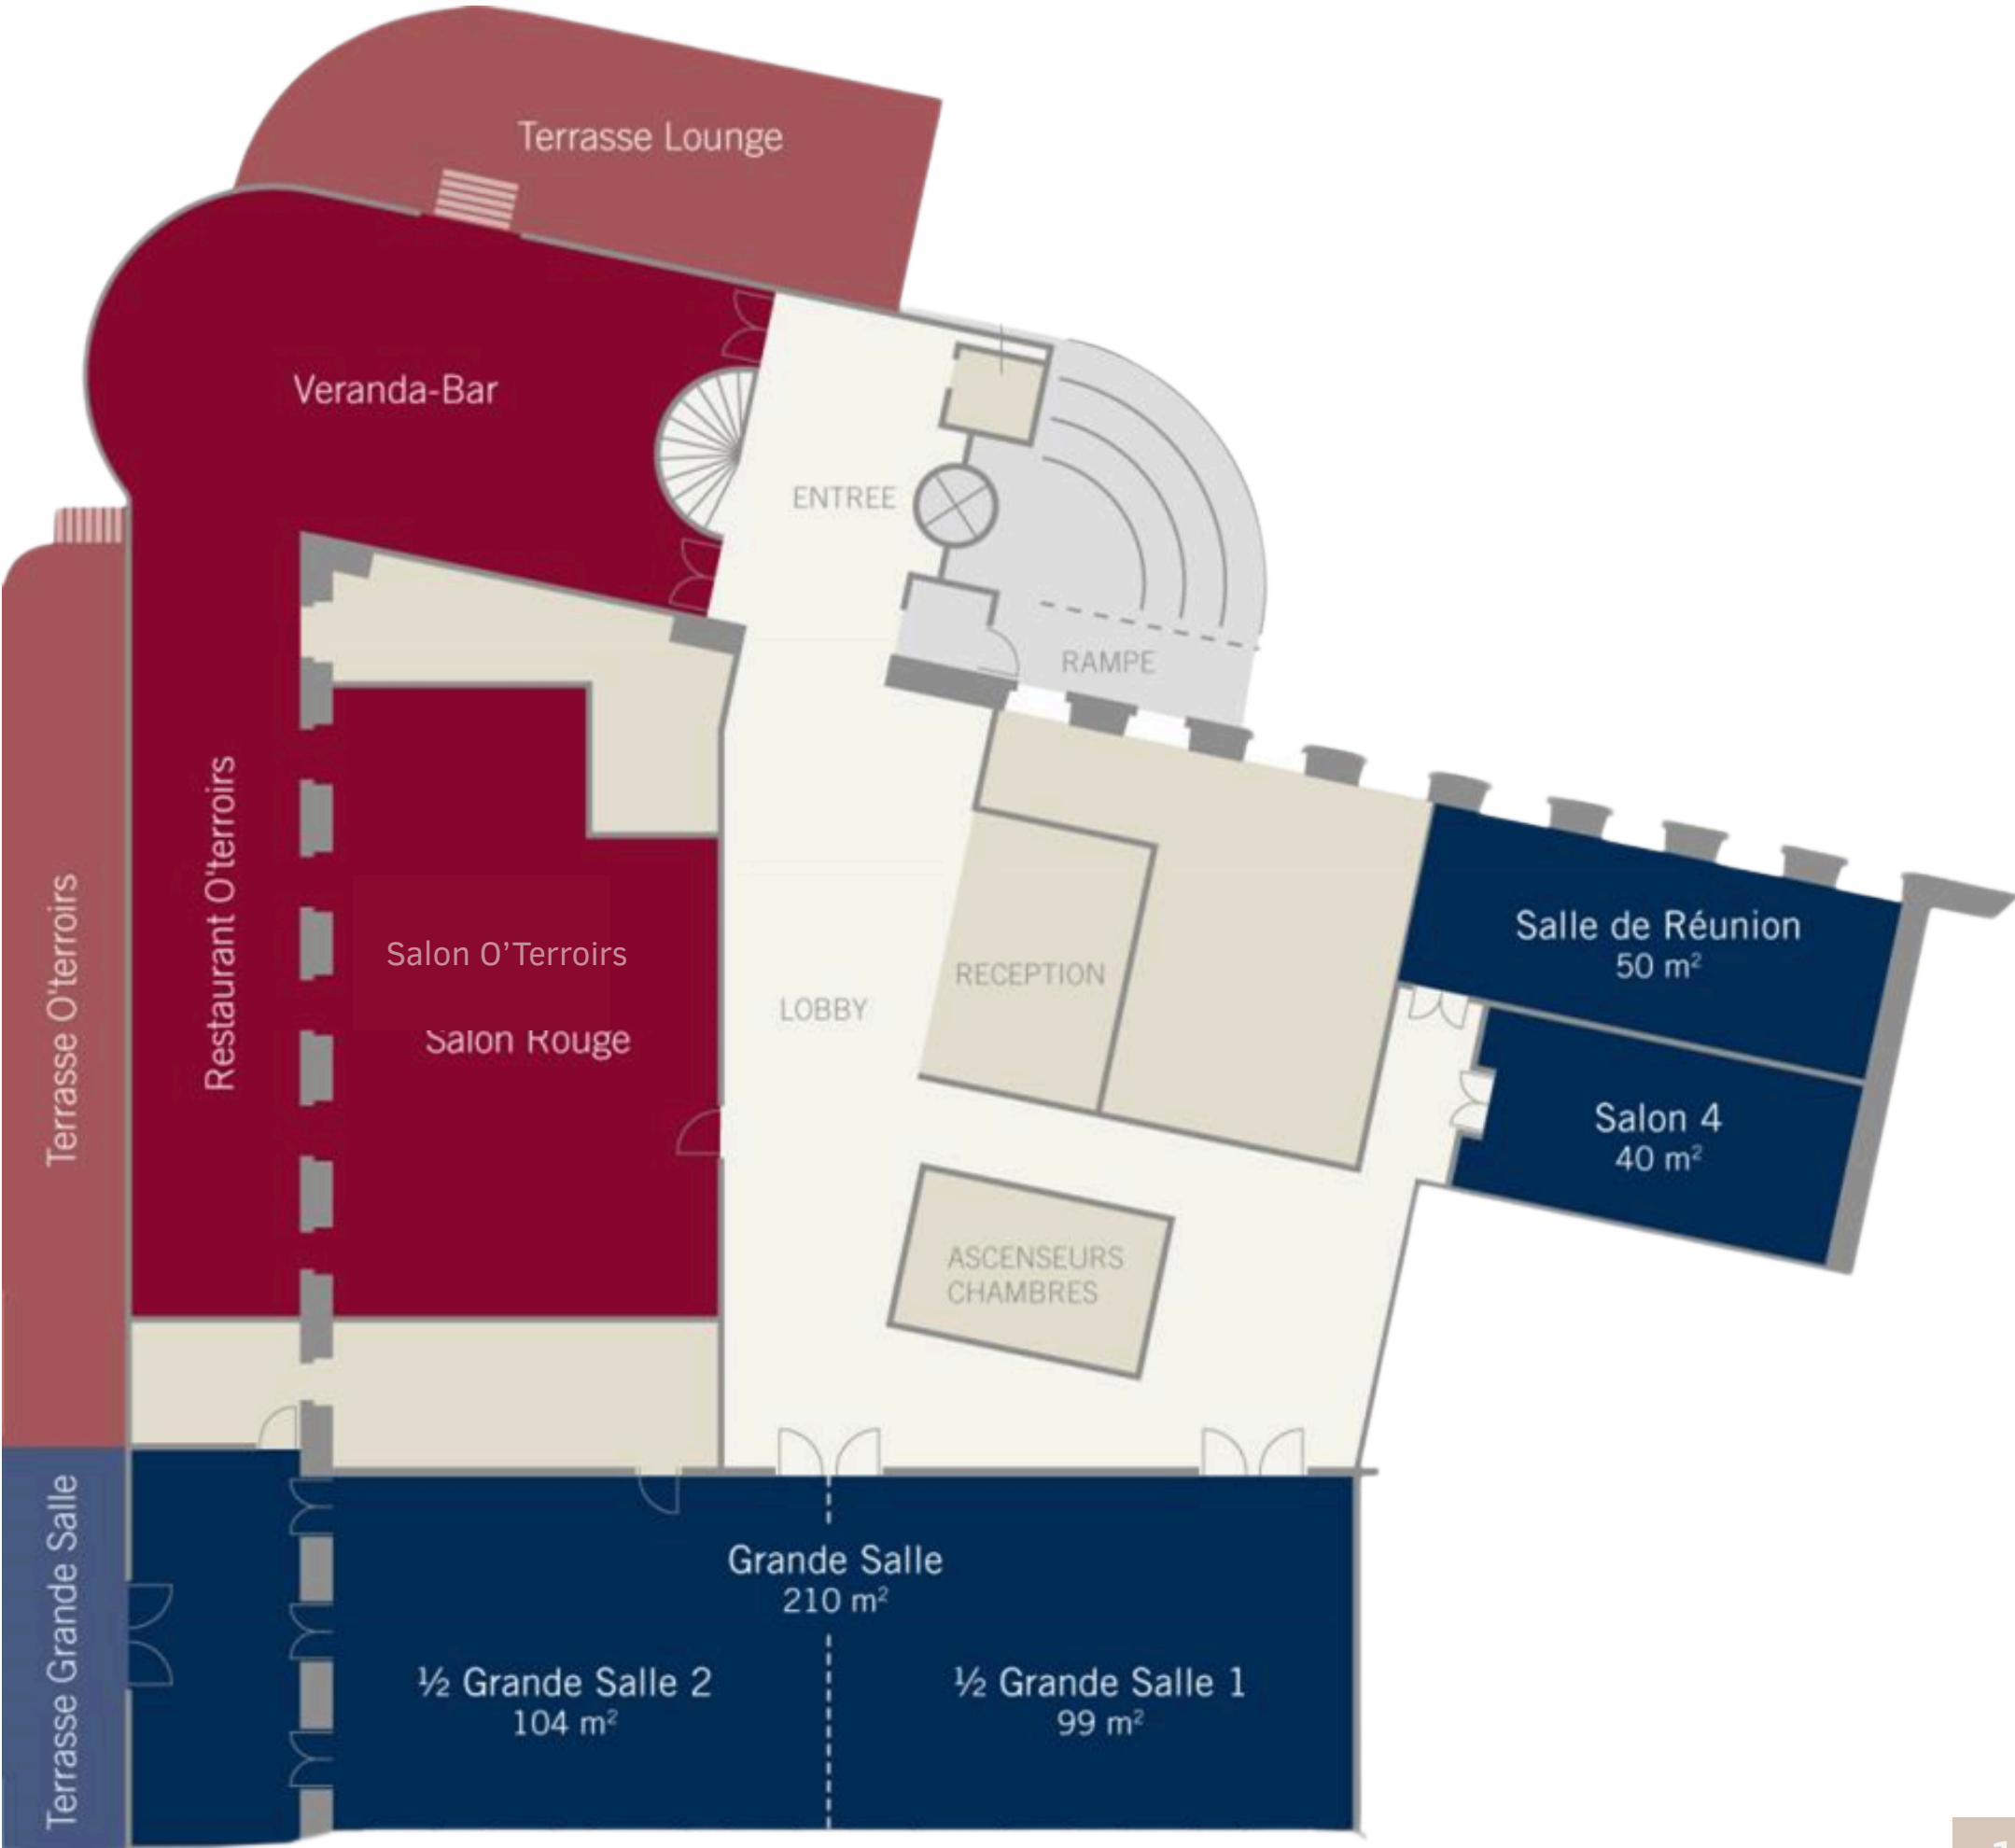 Terrasse Lounge
Veranda-Bar
ENTREE
RAMPE
Restaurant O'terroirs
Terrasse O'terroirs
Salon O’Terroirs
Salon Rouge
LOBBY
RECEPTION
Salle de Réunion
50 m²
Salon 4
40 m²
ASCENSEURS
CHAMBRES
Terrasse Grande Salle
Grande Salle
210 m²
½ Grande Salle 2
104 m²
½ Grande Salle 1
99 m²